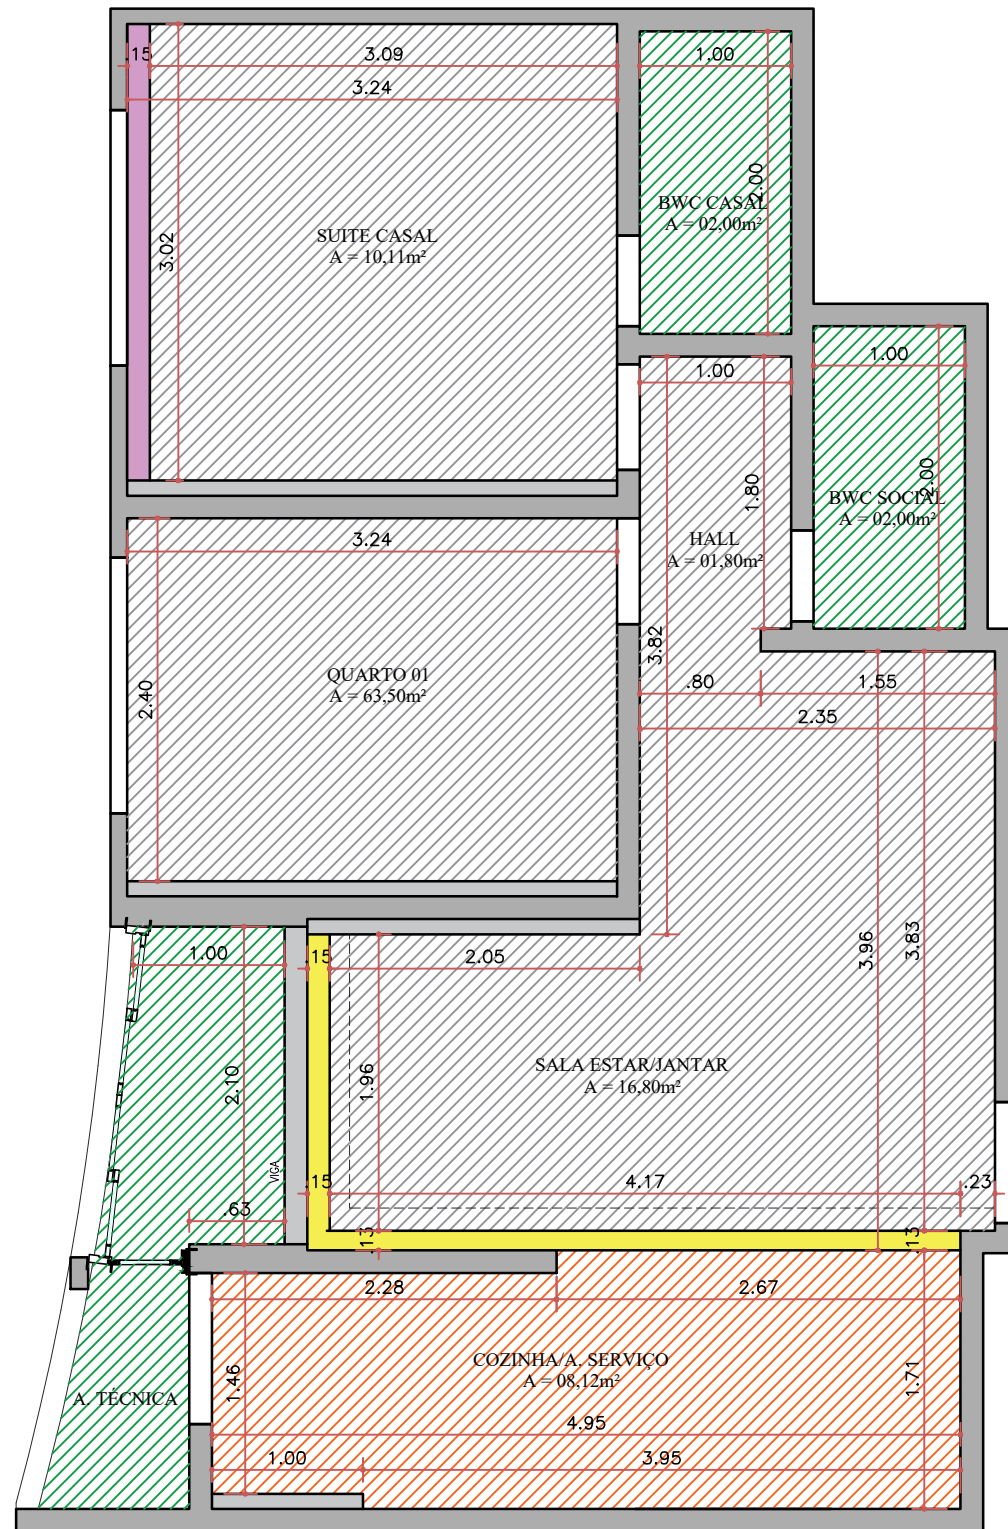 .15
3.09
1.00
3.24
2.00
BWC CASAL
A = 02,00m²
SUITE CASAL
A = 10,11m²
3.02
1.00
1.00
1.80
2.00
BWC SOCIAL
A = 02,00m²
HALL
A = 01,80m²
3.24
3.82
QUARTO 01
A = 63,50m²
2.40
.80
1.55
2.35
3.96
3.83
1.00
.15
2.05
SALA ESTAR/JANTAR
A = 16,80m²
1.96
2.10
VIGA
.15
4.17
.23
.63
.13
.13
2.28
2.67
COZINHA/A. SERVIÇO
A = 08,12m²
1.46
1.71
A. TÉCNICA
4.95
1.00
3.95